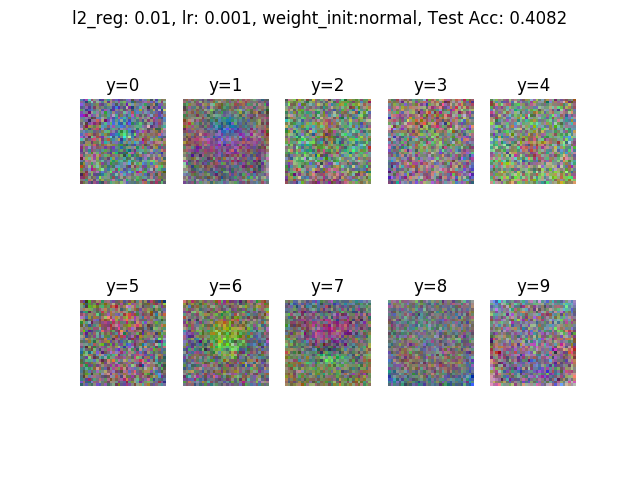 l2_reg: 0.01, lr: 0.001, weight_init:normal, Test Acc: 0.4082
y=0 y=1 y=2 y=3 y=4
y=5 y=6 y=7 y=8 y=9